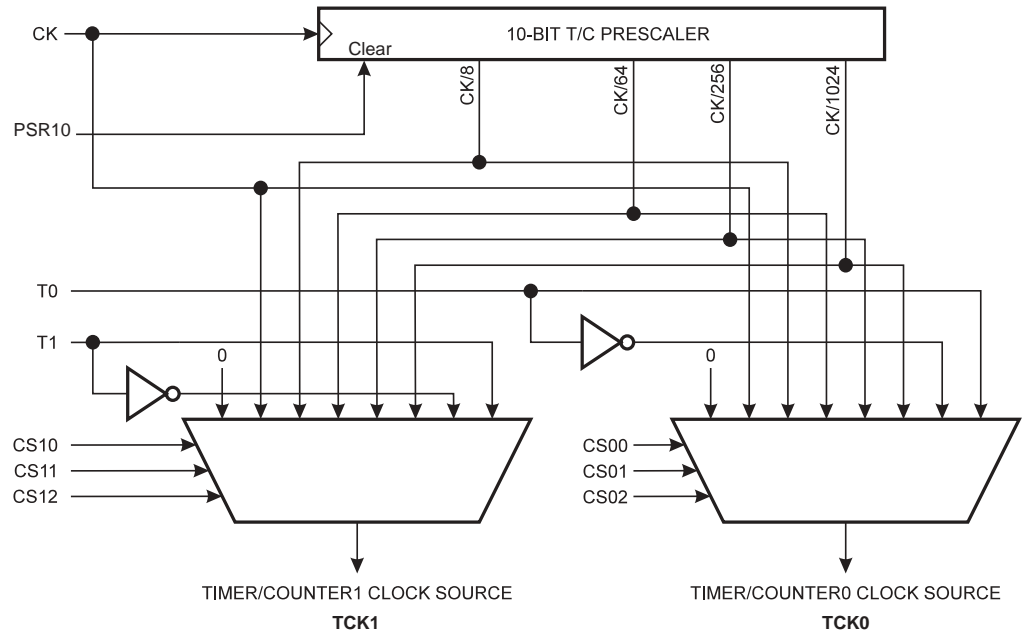 CK
10-BIT T/C PRESCALER
Clear
CK/8
CK/64
CK/256
CK/1024
PSR10
T0
T1
0
0
CS10
CS11
CS12
CS00
CS01
CS02
TIMER/COUNTER1 CLOCK SOURCE
TCK1
TIMER/COUNTER0 CLOCK SOURCE
TCK0